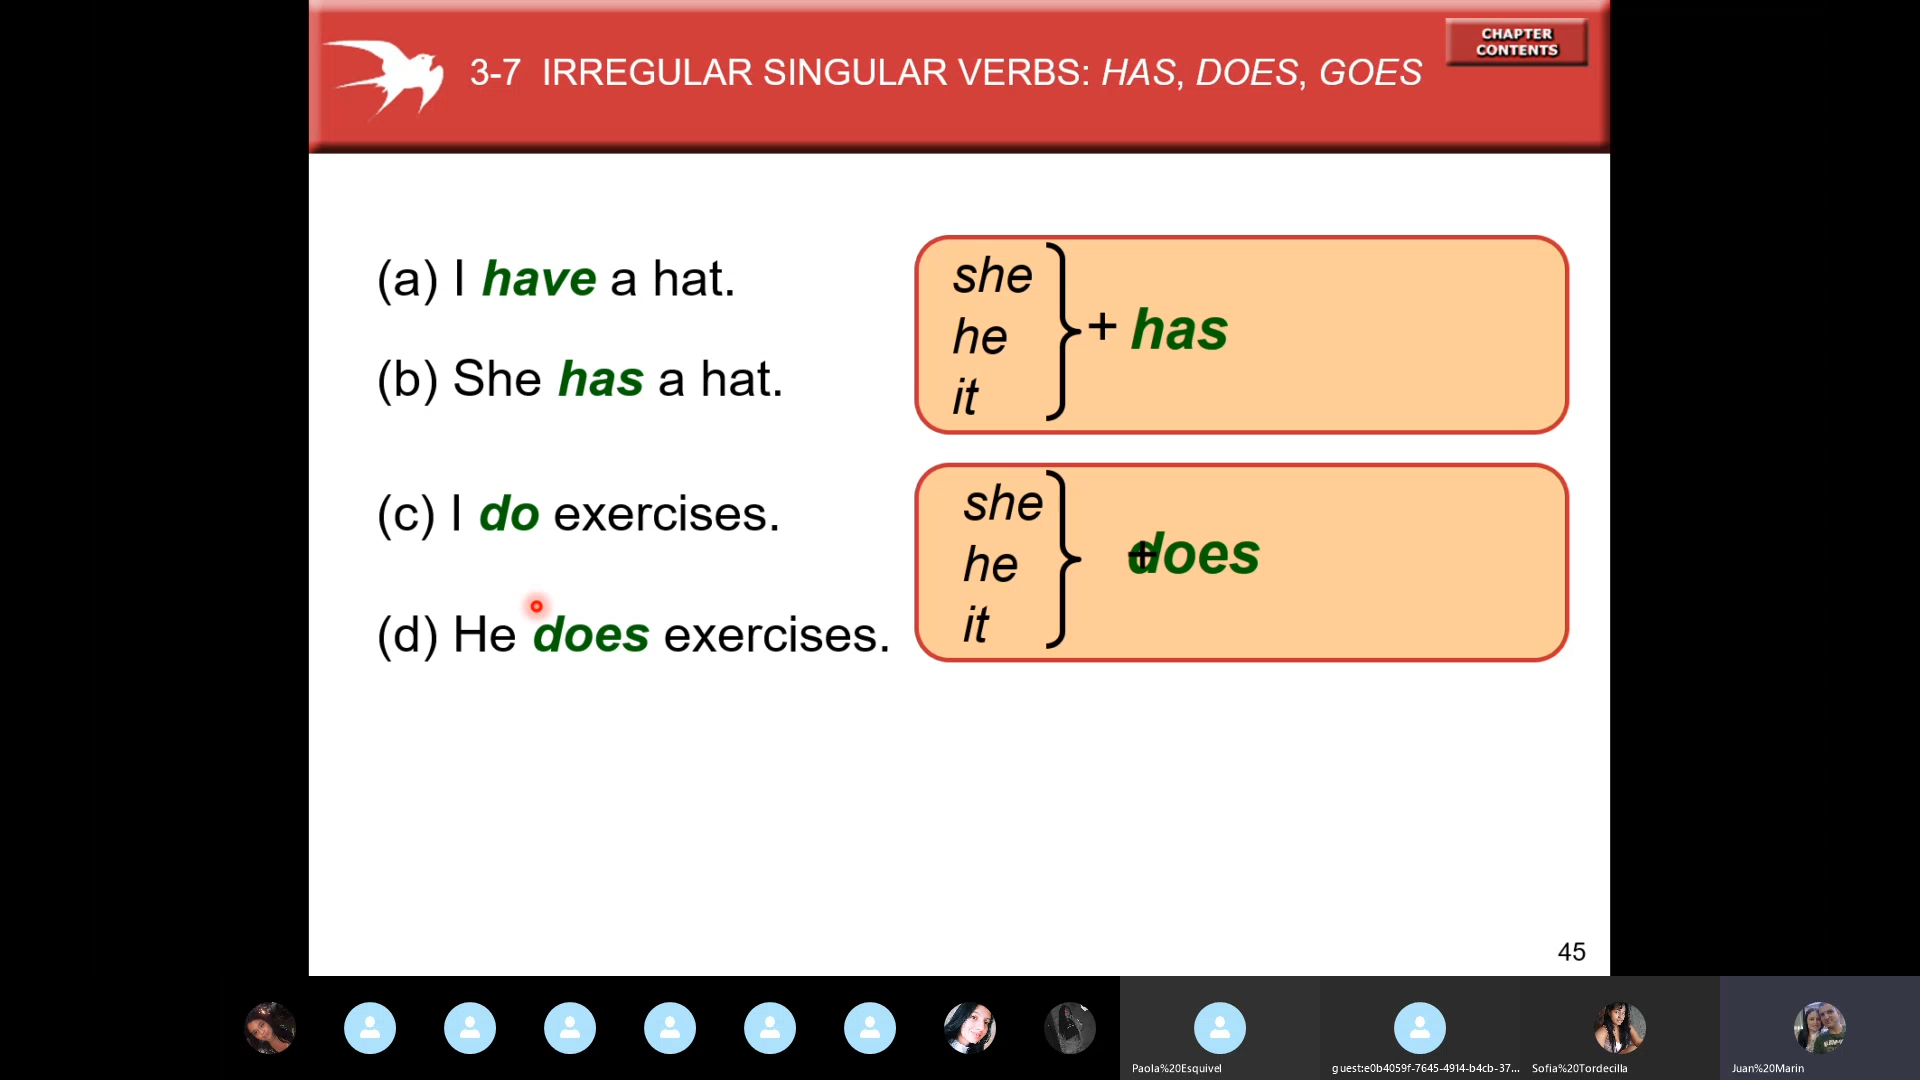 CHAPTER
CONTENTS
3-7 IRREGULAR SINGULAR VERBS: HAS, DOES, GOES
(a) I have a hat.
(b) She has a hat.
she
he
it
+ has
(c) I do exercises.
(d) He does exercises.
she
he
it
+ does
45
Paola%20Esquivel
guest:e0b4059f-7645-4914-b4cb-37...
Sofia%20Tordecilla
Juan%20Marin